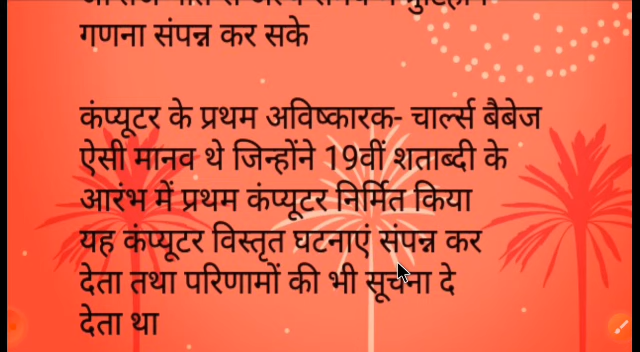 गणना संपन्न कर सके
कंप्यूटर के प्रथम अविष्कारक- चार्ल्स बैबेज
ऐसी मानव थे जिन्होंने 19वीं शताब्दी के
आरंभ में प्रथम कंप्यूटर निर्मित किया
यह कंप्यूटर विस्तृत घटनाएं संपन्न कर
देता तथा परिणामों की भी सूचना दे
देता था